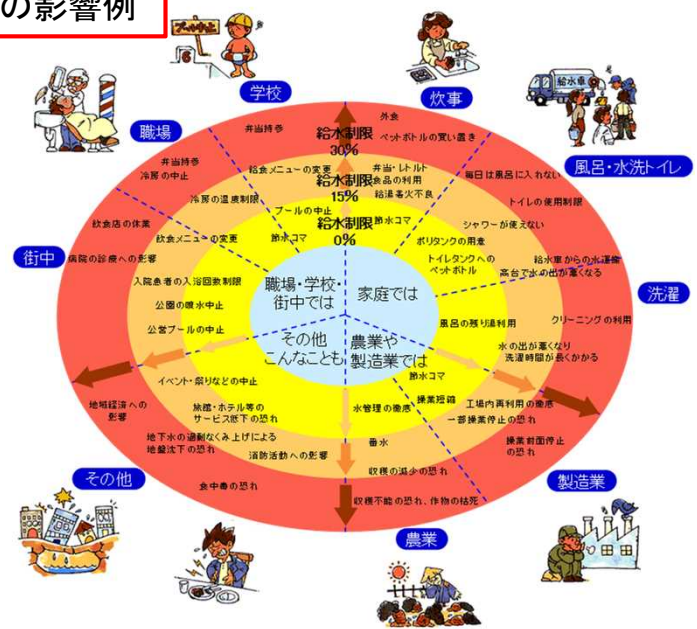 の影響例
学校
炊事
職場
風呂・水洗トイレ
街中
洗濯
その他
農業
製造業
給水制限
30%
給水制限
15%
給水制限
0%
弁当持参
外食
ペットボトルの買い置き
弁当持参
冷房の中止
給食メニューの変更
弁当・レトルト
食品の利用
給湯着火不良
毎日は風呂に入れない
冷房の温度制限
プールの中止
節水コマ
トイレの使用制限
飲食店の休業
飲食メニューの変更
節水コマ
シャワーが使えない
ポリタンクの用意
病院の診療への影響
トイレタンクへの
ペットボトル
給水車からの水運搬
高台で水の出が悪くなる
入院患者の入浴回数制限
職場・学校・
街中では
家庭では
公園の噴水中止
風呂の残り湯利用
クリーニングの利用
公営プールの中止
その他
こんなことも
農業や
製造業では
水の出が悪くなり
洗濯時間が長くかかる
イベント・祭りなどの中止
節水コマ
地域経済への
影響
旅館・ホテル等の
サービス低下の恐れ
水管理の徹底
操業短縮
工場内再利用の徹底
一部操業停止の恐れ
地下水の過剰なくみ上げによる
地盤沈下の恐れ
消防活動への影響
番水
操業前面停止
の恐れ
食中毒の恐れ
収穫の減少の恐れ
収穫不能の恐れ、作物の枯死
プール中止
給水車